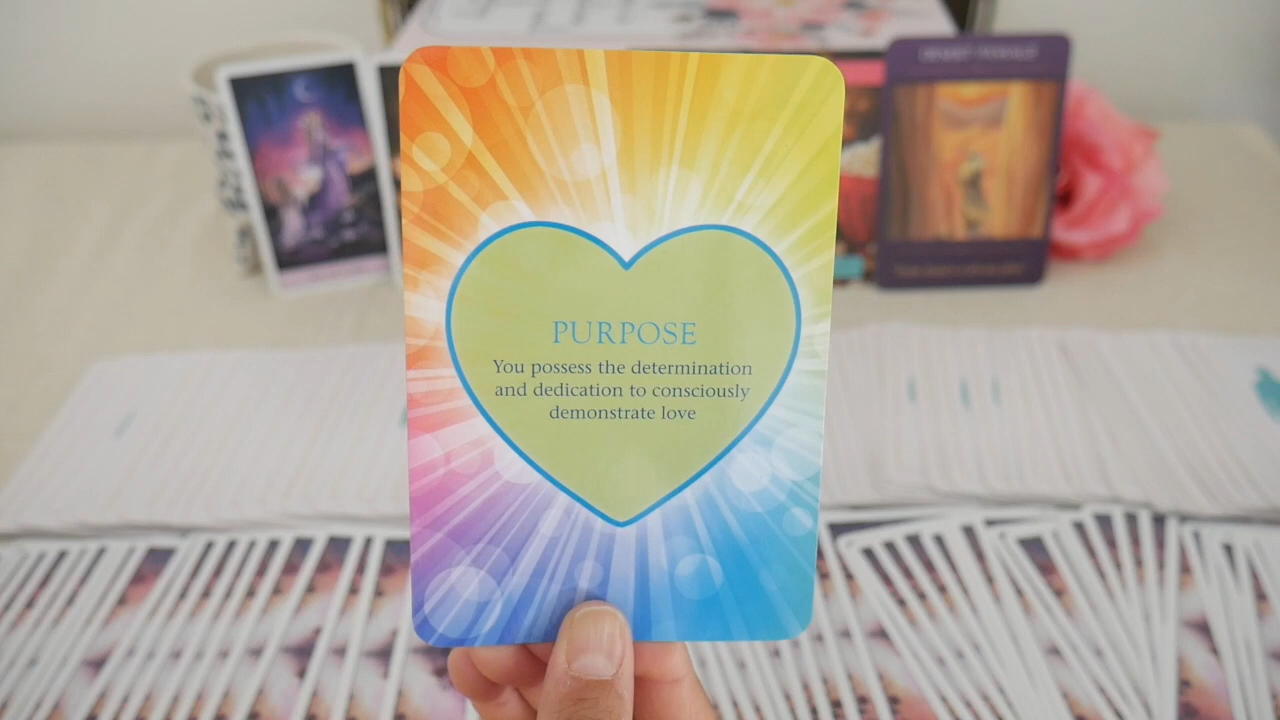 PURPOSE
You possess the determination
and dedication to consciously
demonstrate love